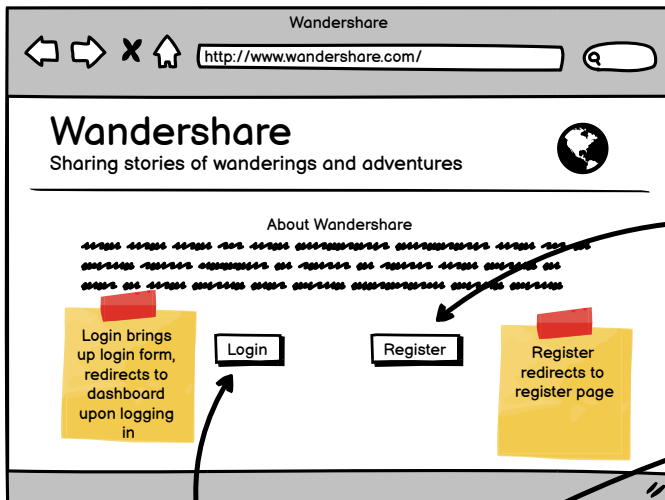 Wandershare
http://www.wandershare.com/
Wandershare
Sharing stories of wanderings and adventures
About Wandershare
Login brings
up login form,
redirects to
dashboard
upon logging
in
Login
Register
Register
redirects to
register page